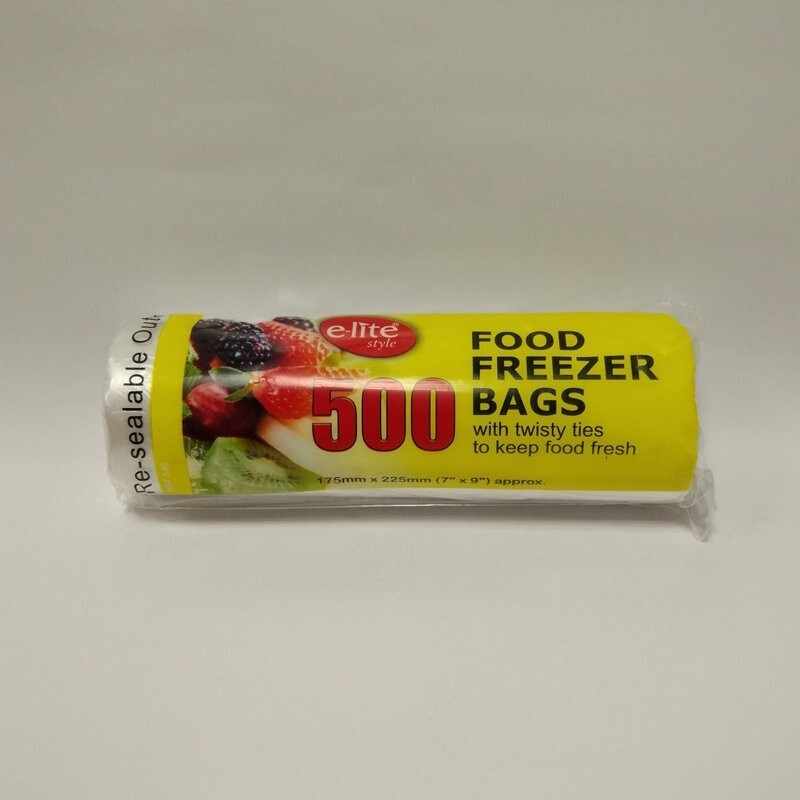 Re-sealable Out
e-lite®
style
500
FOOD
FREEZER
BAGS
with twisty ties
to keep food fresh
175mm x 225mm (7" x 9") approx.